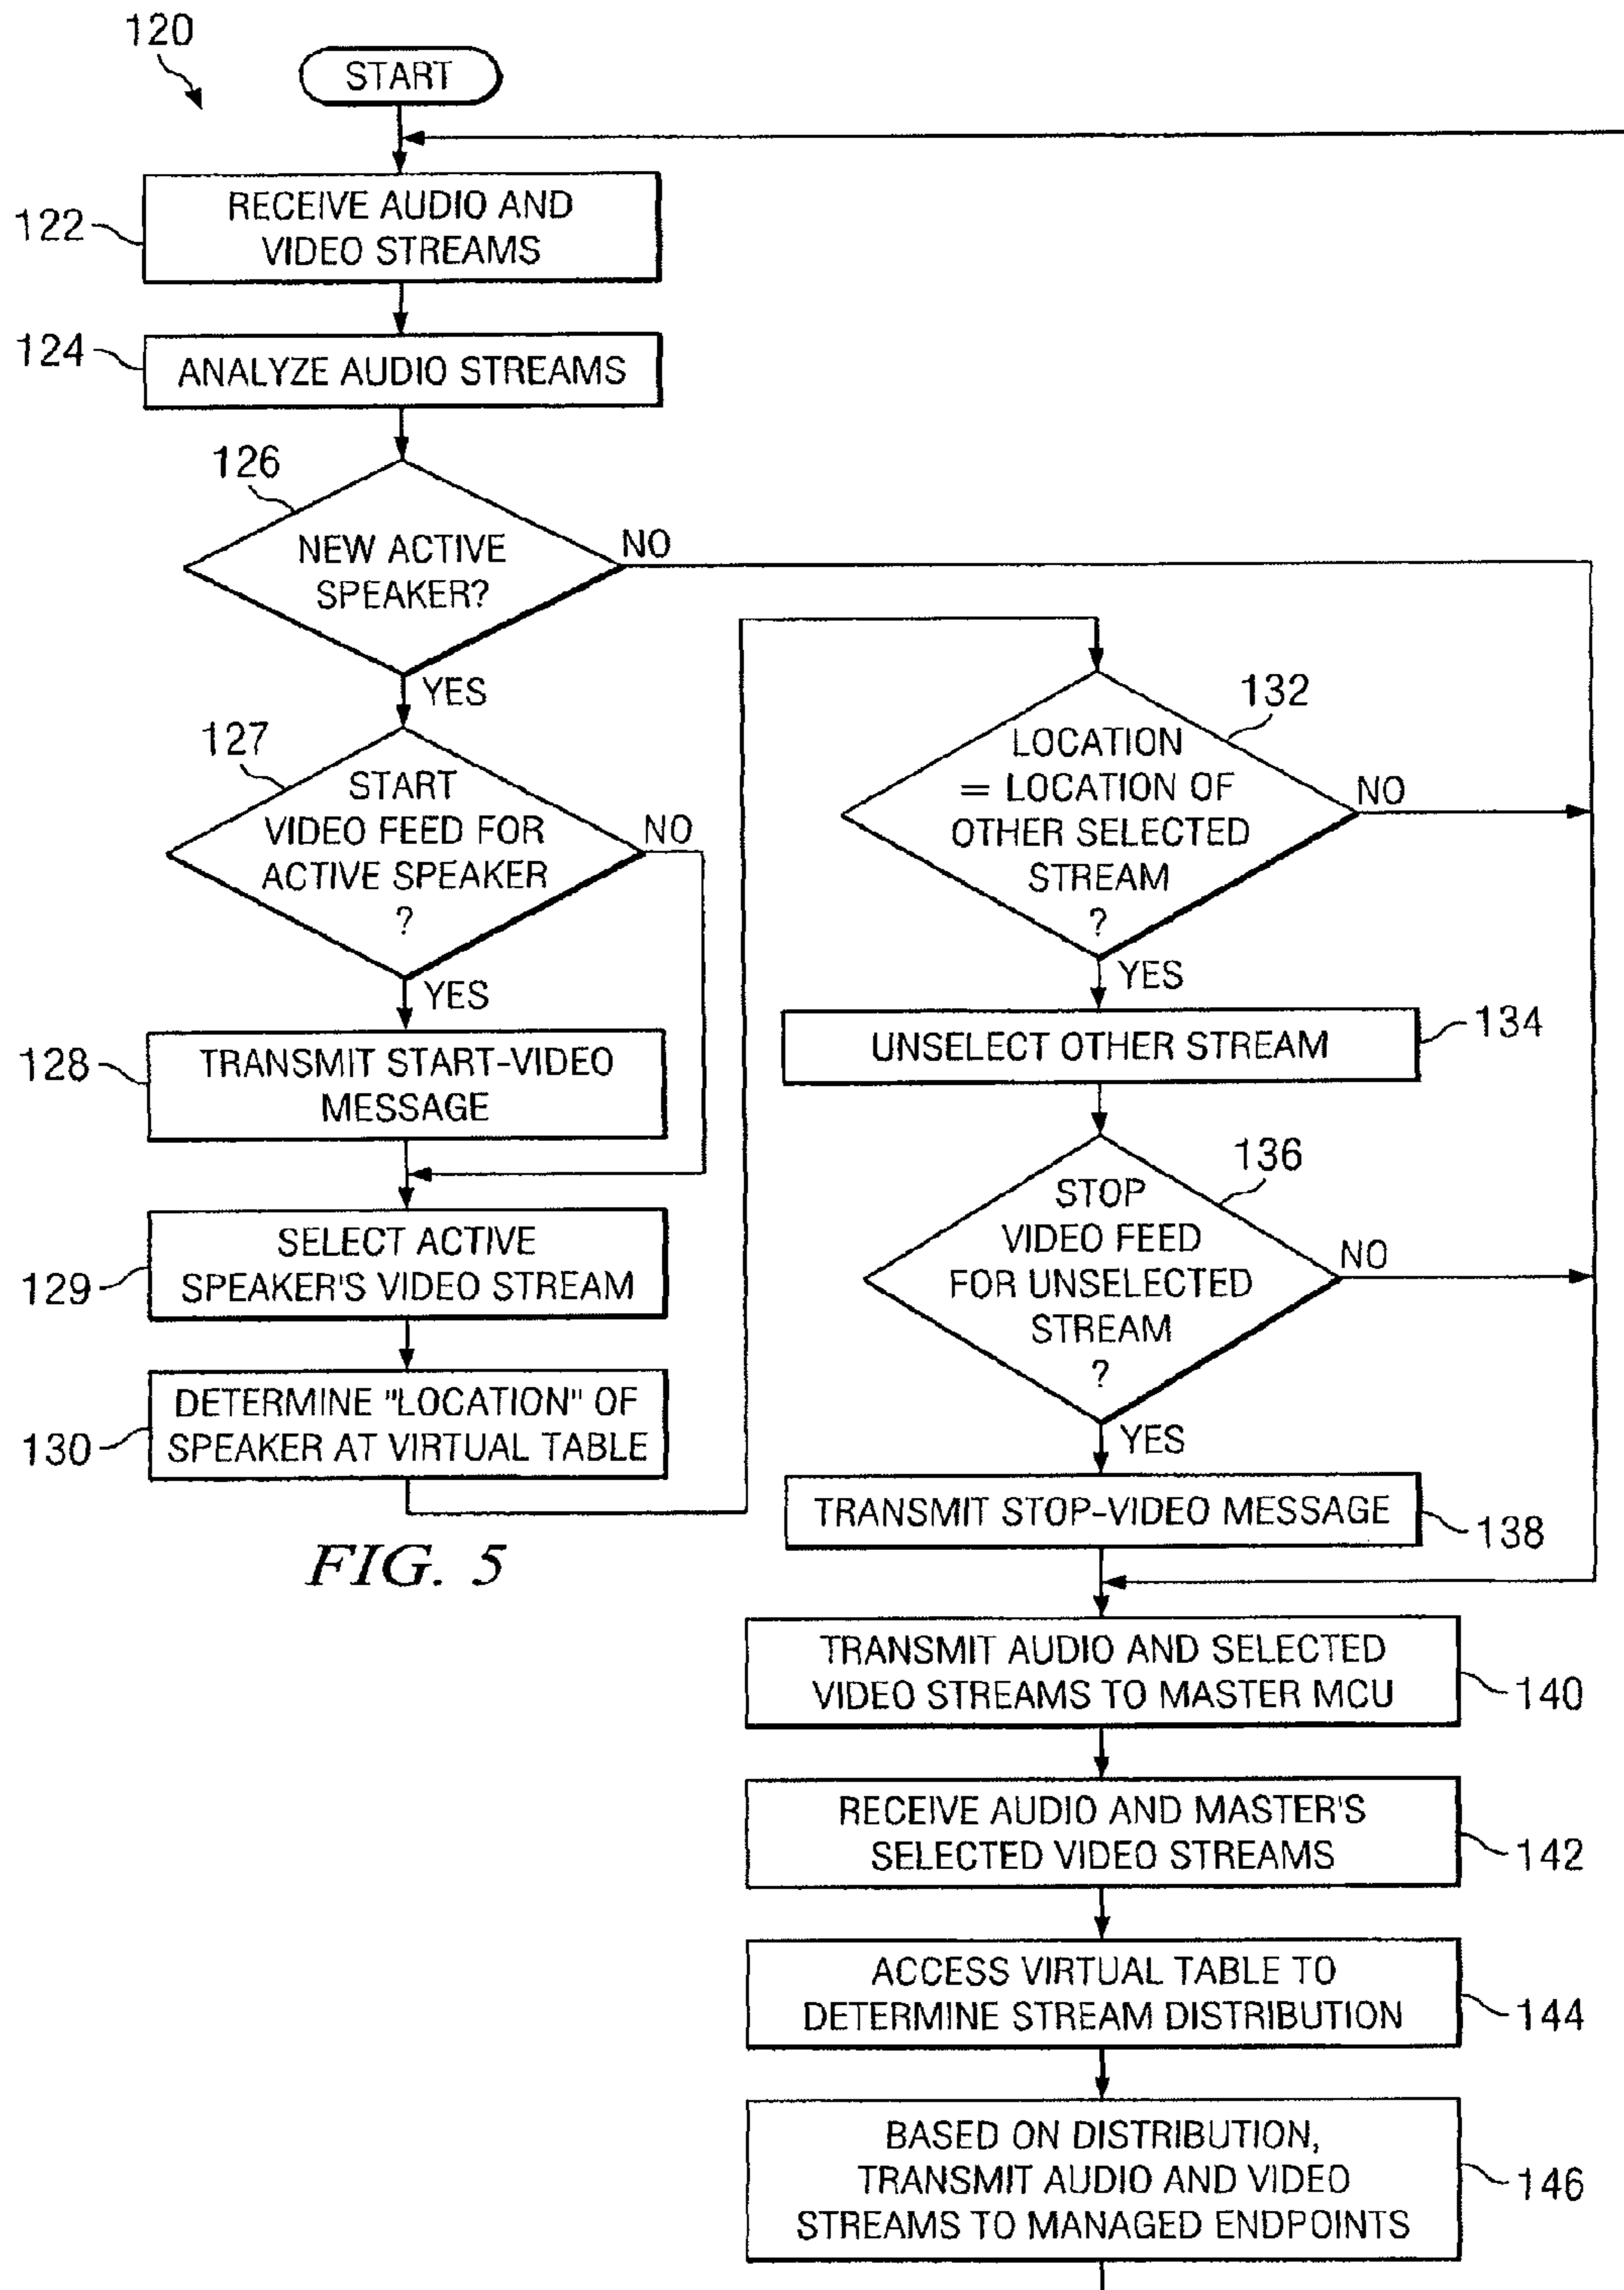 120
START
122
RECEIVE AUDIO AND
VIDEO STREAMS
124
ANALYZE AUDIO STREAMS
126
NEW ACTIVE
SPEAKER?
NO
YES
127
START
VIDEO FEED FOR
ACTIVE SPEAKER
?
NO
YES
128
TRANSMIT START-VIDEO
MESSAGE
129
SELECT ACTIVE
SPEAKER'S VIDEO STREAM
130
DETERMINE "LOCATION" OF
SPEAKER AT VIRTUAL TABLE
FIG. 5
132
LOCATION
= LOCATION OF
OTHER SELECTED
STREAM
?
NO
YES
UNSELECT OTHER STREAM
134
136
STOP
VIDEO FEED
FOR UNSELECTED
STREAM
?
NO
YES
TRANSMIT STOP-VIDEO MESSAGE
138
TRANSMIT AUDIO AND SELECTED
VIDEO STREAMS TO MASTER MCU
140
RECEIVE AUDIO AND MASTER'S
SELECTED VIDEO STREAMS
142
ACCESS VIRTUAL TABLE TO
DETERMINE STREAM DISTRIBUTION
144
BASED ON DISTRIBUTION,
TRANSMIT AUDIO AND VIDEO
STREAMS TO MANAGED ENDPOINTS
146